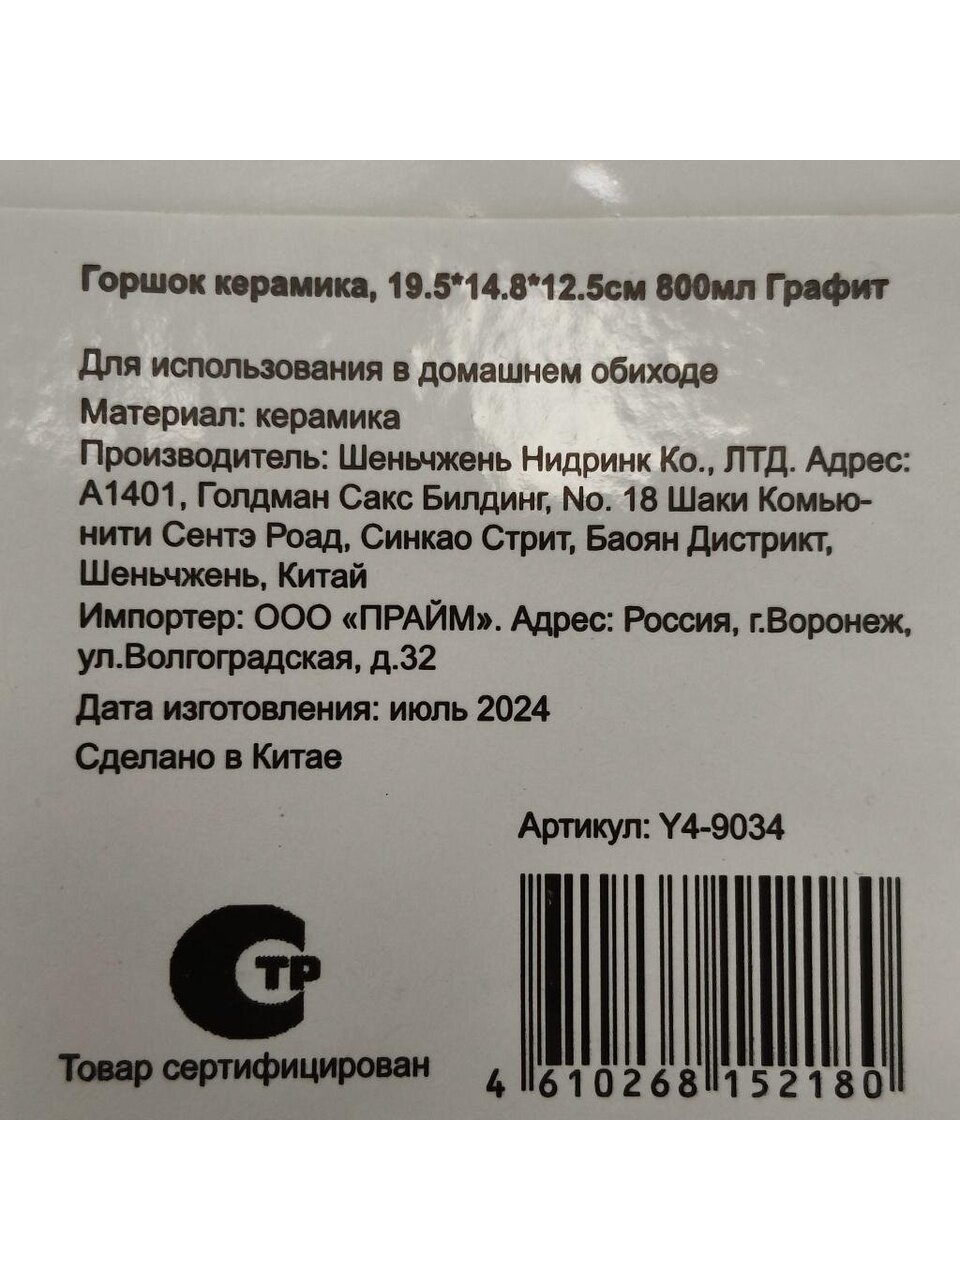 Горшок керамика, 19.5*14.8*12.5см 800мл Графит
Для использования в домашнем обиходе
Материал: керамика
Производитель: Шеньчжень Нидринк Ко., ЛТД. Адрес:
А1401, Голдман Сакс Билдинг, No. 18 Шаки Комью-
нити Сентэ Роад, Синкао Стрит, Баоян Дистрикт,
Шеньчжень, Китай
Импортер: ООО «ПРАЙМ». Адрес: Россия, г.Воронеж,
ул.Волгоградская, д.32
Дата изготовления: июль 2024
Сделано в Китае
Артикул: Y4-9034
СТР
Товар сертифицирован
4 610268 152180